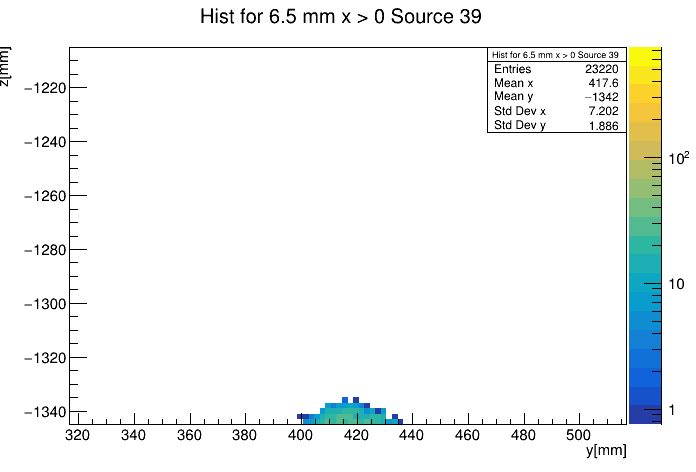 Hist for 6.5 mm x > 0 Source 39
z[mm]
Hist for 6.5 mm x > 0 Source 39
Entries 23220
Mean x 417.6
Mean y −1342
Std Dev x 7.202
Std Dev y 1.886
−1220
−1240
−1260
−1280
−1300
−1320
−1340
10²
10
1
320 340 360 380 400 420 440 460 480 500
y[mm]